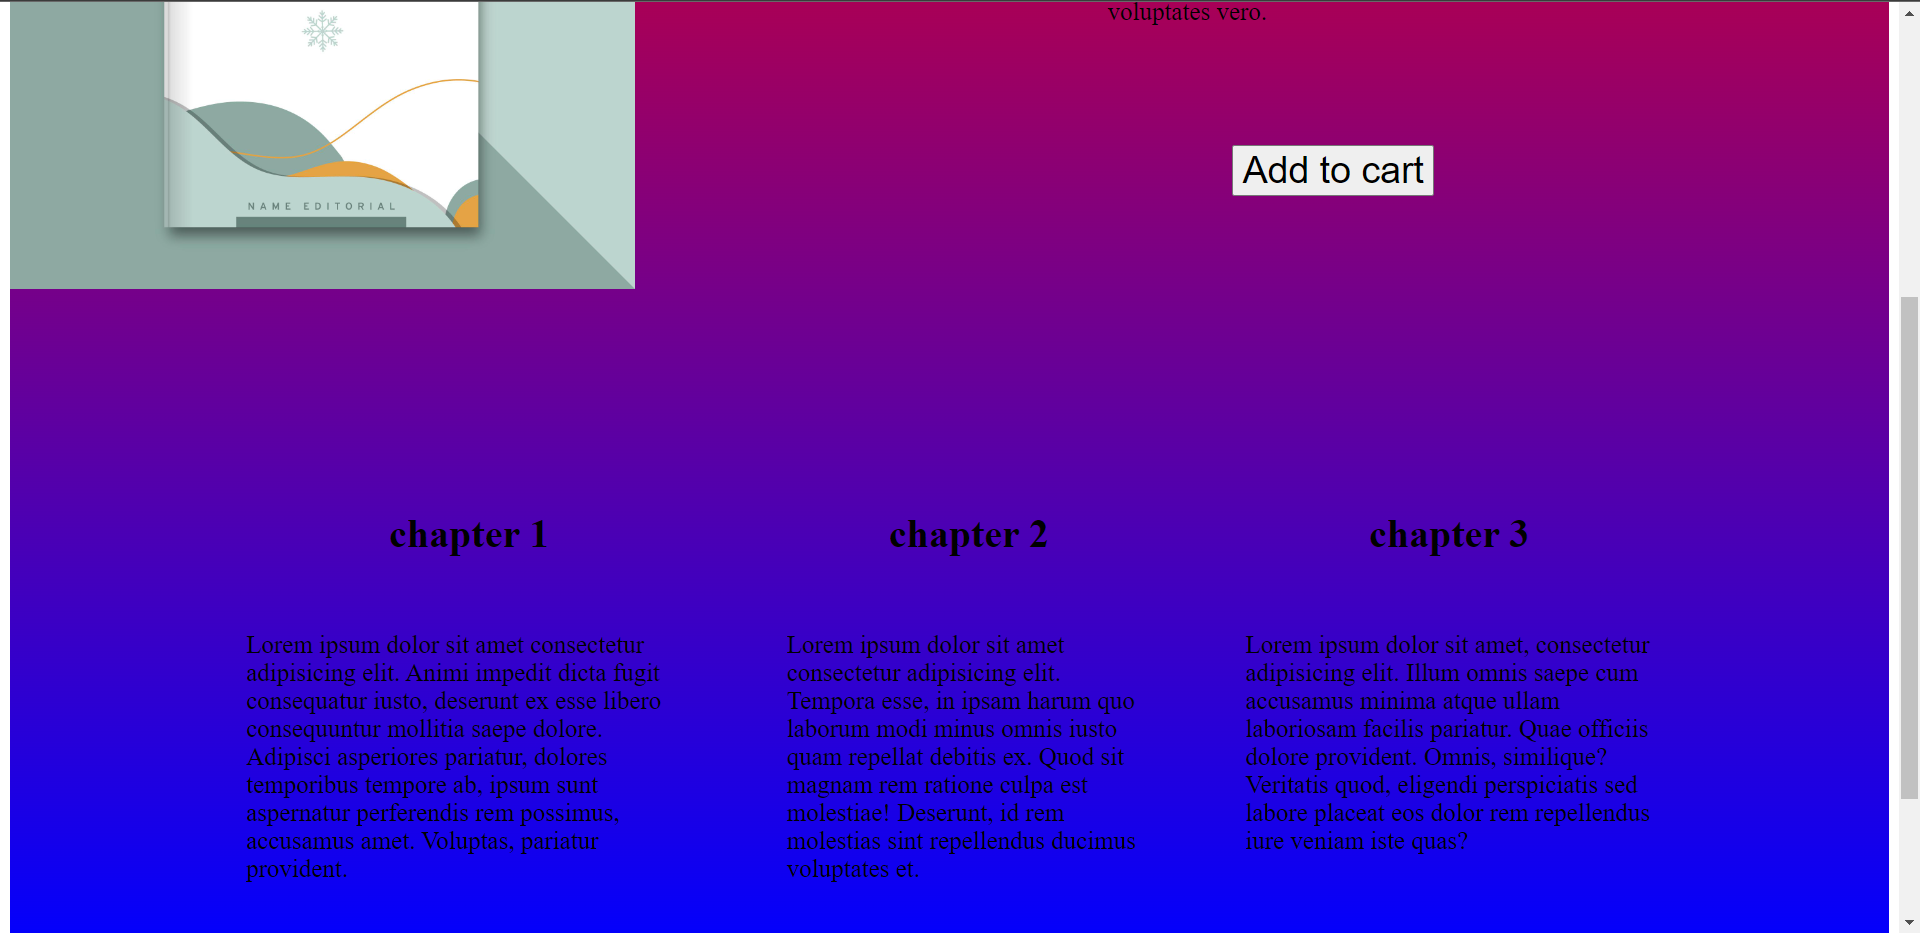 voluptates vero.
NAME EDITORIAL
Add to cart
chapter 1
Lorem ipsum dolor sit amet consectetur
adipisicing elit. Animi impedit dicta fugit
consequatur iusto, deserunt ex esse libero
consequuntur mollitia saepe dolore.
Adipisci asperiores pariatur, dolores
temporibus tempore ab, ipsum sunt
aspernatur perferendis rem possimus,
accusamus amet. Voluptas, pariatur
provident.
chapter 2
Lorem ipsum dolor sit amet
consectetur adipisicing elit.
Tempora esse, in ipsam harum quo
laborum modi minus omnis iusto
quam repellat debitis ex. Quod sit
magnam rem ratione culpa est
molestiae! Deserunt, id rem
molestias sint repellendus ducimus
voluptates et.
chapter 3
Lorem ipsum dolor sit amet, consectetur
adipisicing elit. Illum omnis saepe cum
accusamus minima atque ullam
laboriosam facilis pariatur. Quae officiis
dolore provident. Omnis, similique?
Veritatis quod, eligendi perspiciatis sed
labore placeat eos dolor rem repellendus
iure veniam iste quas?